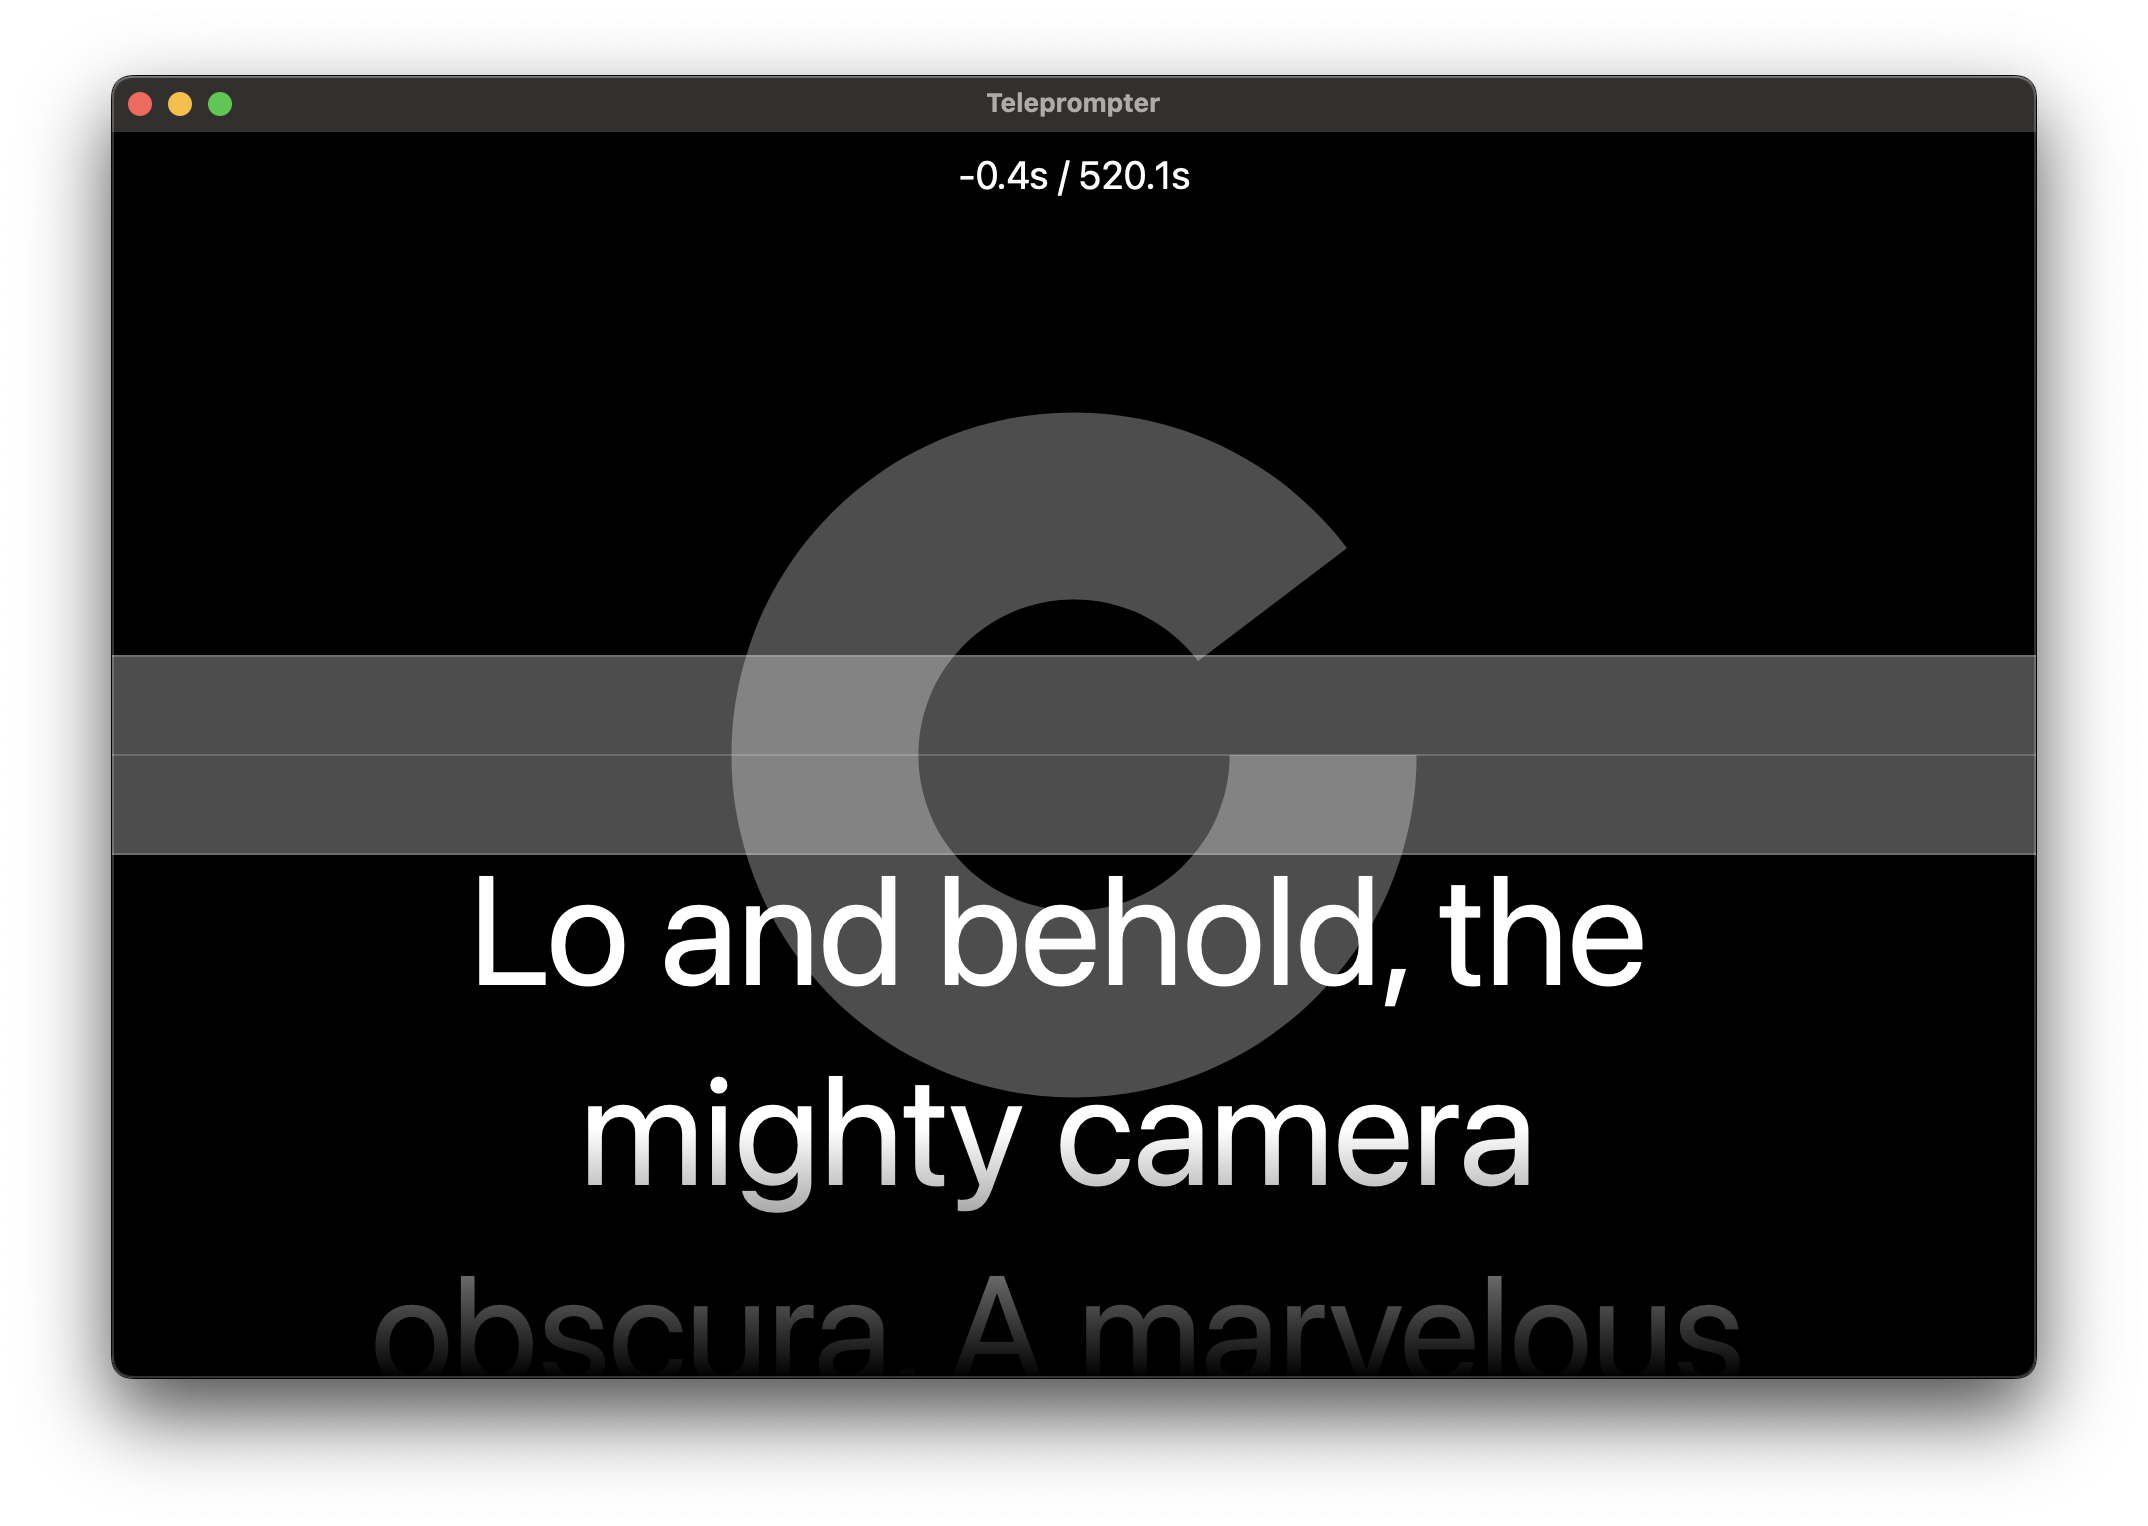 Teleprompter
-0.4s / 520.1s
Lo and behold, the
mighty camera
obscura. A marvelous